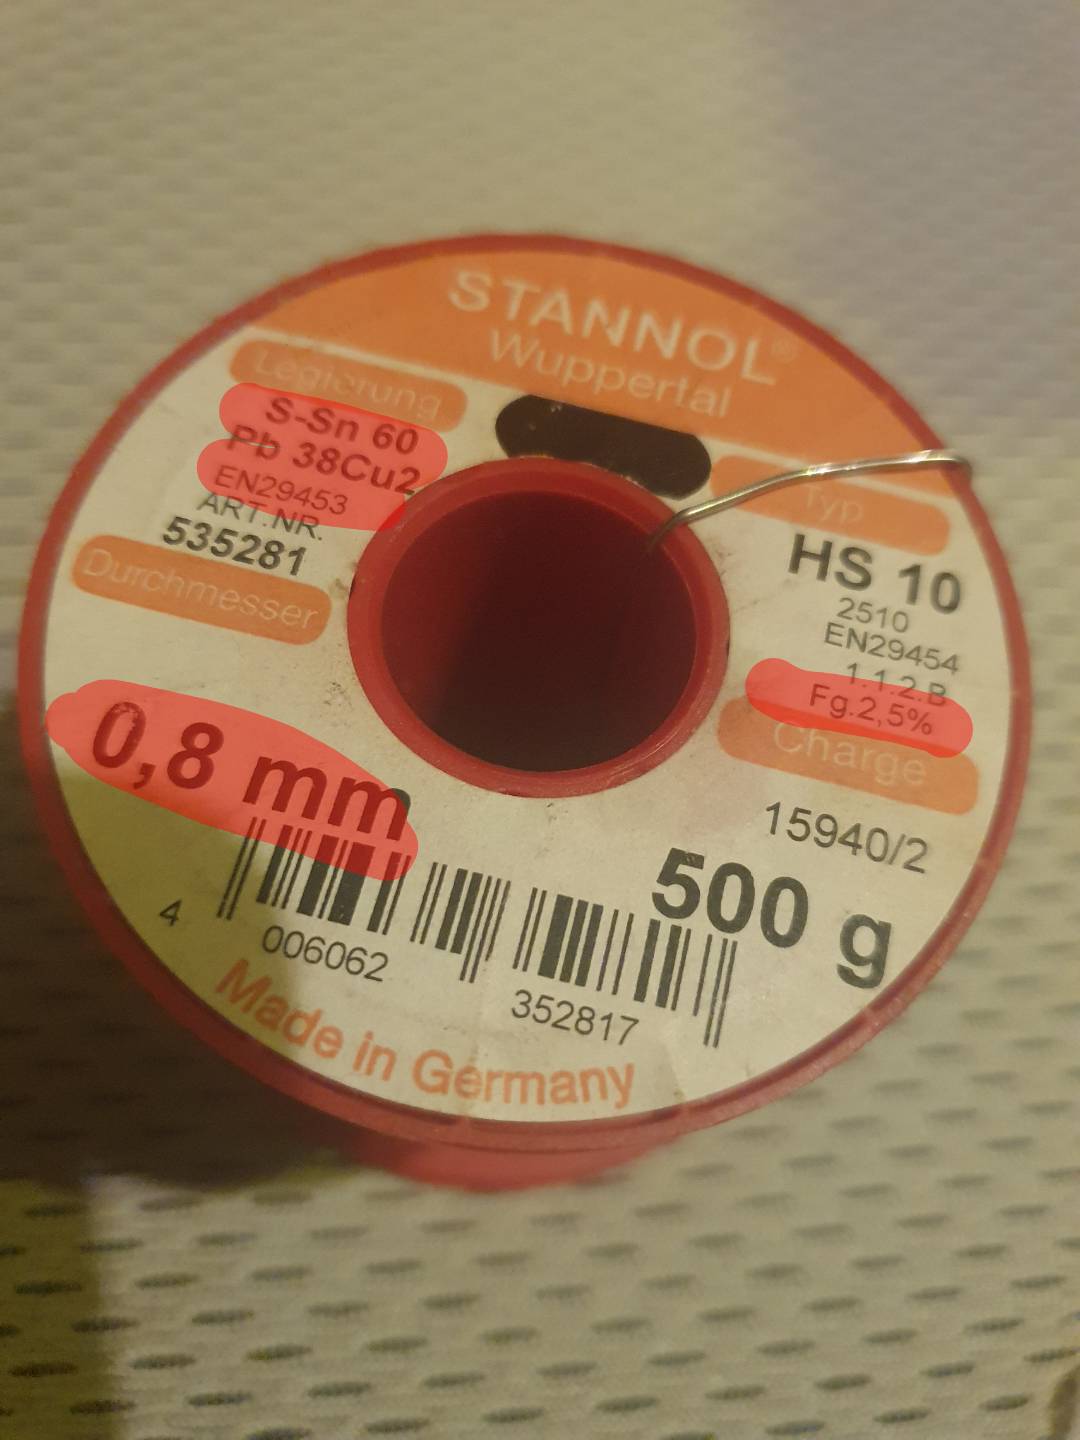 STANNOL®
Wuppertal
Legierung
S-Sn 60
Pb 38Cu2
EN29453
ART.NR.
535281
Durchmesser
0,8 mm
Typ
HS 10
2510
EN29454
1.1.2.B
Fg.2,5%
Charge
15940/2
500 g
4 006062 352817
Made in Germany